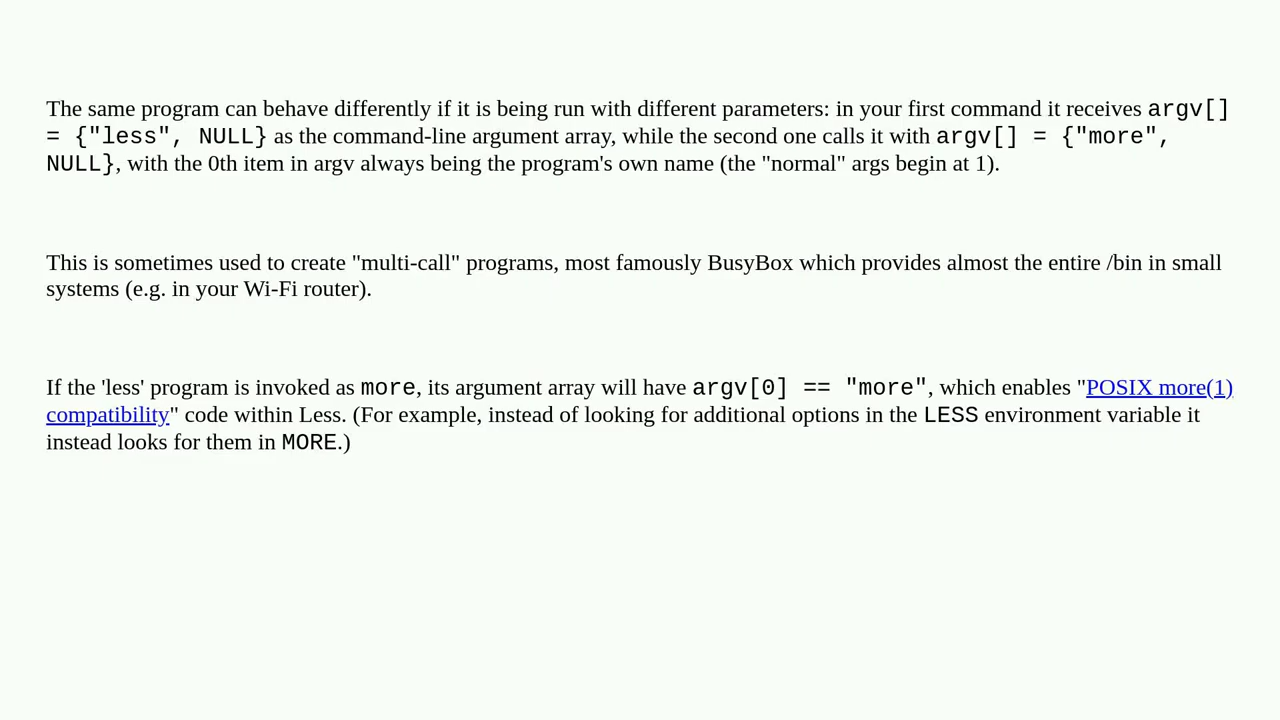 The same program can behave differently if it is being run with different parameters: in your first command it receives argv[]
= {"less", NULL} as the command-line argument array, while the second one calls it with argv[] = {"more",
NULL}, with the 0th item in argv always being the program's own name (the "normal" args begin at 1).
This is sometimes used to create "multi-call" programs, most famously BusyBox which provides almost the entire /bin in small
systems (e.g. in your Wi-Fi router).
If the 'less' program is invoked as more, its argument array will have argv[0] == "more", which enables "POSIX more(1)
compatibility" code within Less. (For example, instead of looking for additional options in the LESS environment variable it
instead looks for them in MORE.)